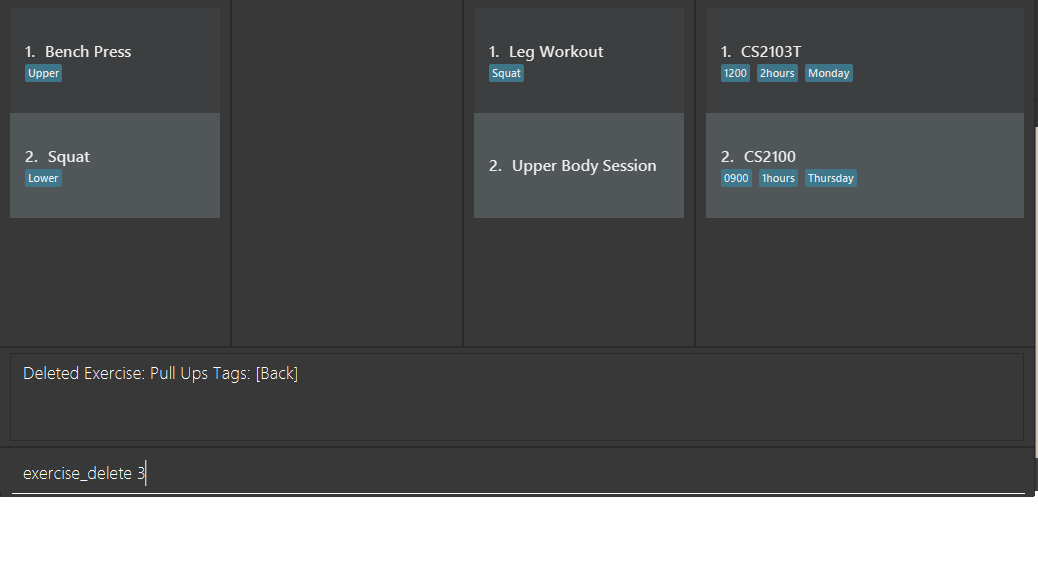 1. Bench Press
Upper
2. Squat
Lower
1. Leg Workout
Squat
2. Upper Body Session
1. CS2103T
1200 2hours Monday
2. CS2100
0900 1hours Thursday
Deleted Exercise: Pull Ups Tags: [Back]
exercise_delete 3